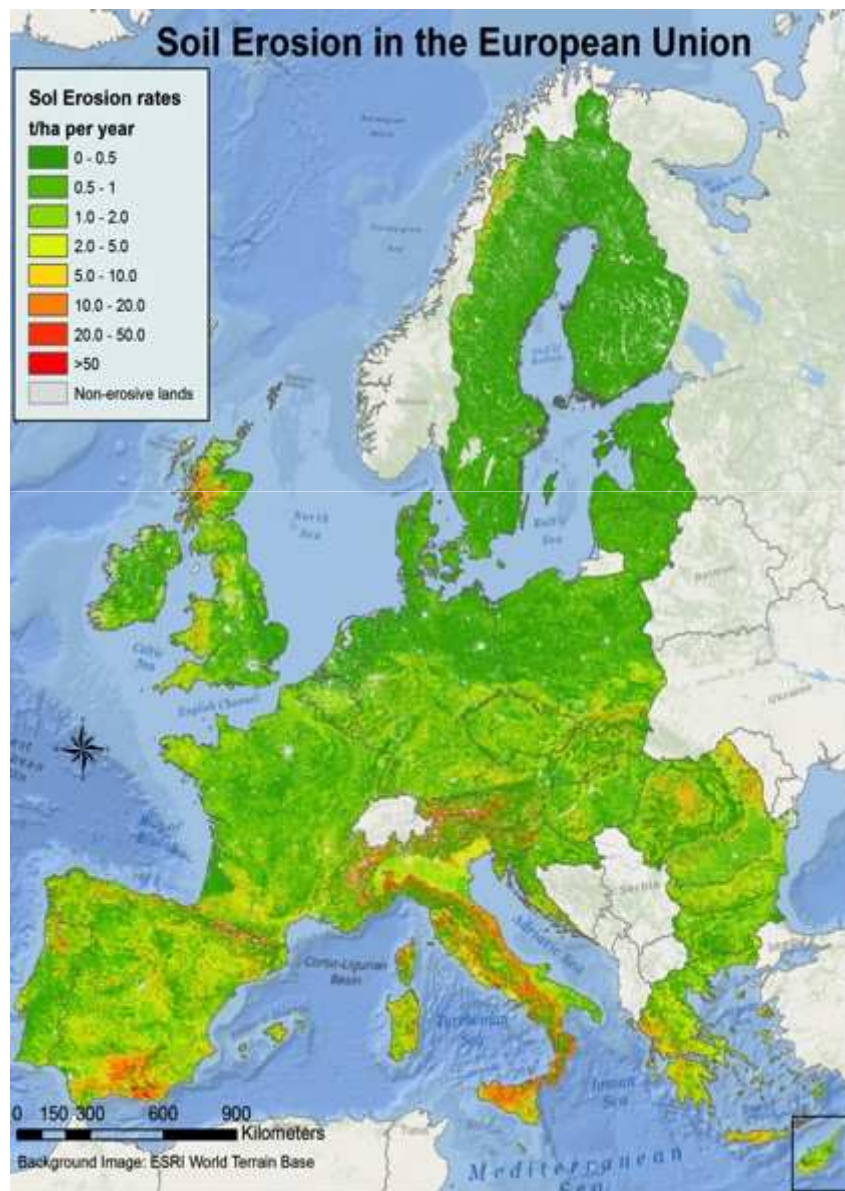 Soil Erosion in the European Union
Sol Erosion rates
t/ha per year
0 - 0.5
0.5 - 1
1.0 - 2.0
2.0 - 5.0
5.0 - 10.0
10.0 - 20.0
20.0 - 50.0
>50
Non-erosive lands
North
Sea
Baltic
Sea
Celtic
Sea
English Channel
Ukraine
Serbia
Adriatic Sea
Corso-Ligurian
Basin
Tyrrhenian
Sea
Ionian
Sea
Mediterranean
Sea
0 150 300 600 900
Kilometers
Background Image: ESRI World Terrain Base